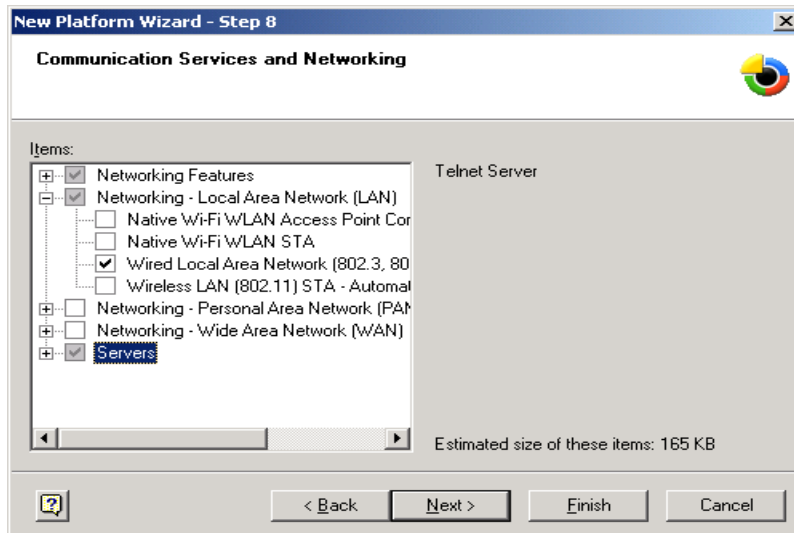 New Platform Wizard - Step 8
Communication Services and Networking
Items:
Networking Features
Networking - Local Area Network (LAN)
Native Wi-Fi WLAN Access Point Cor
Native Wi-Fi WLAN STA
Wired Local Area Network (802.3, 80
Wireless LAN (802.11) STA - Automat
Networking - Personal Area Network (PAN
Networking - Wide Area Network (WAN)
Servers
Telnet Server
Estimated size of these items: 165 KB
< Back
Next >
Finish
Cancel